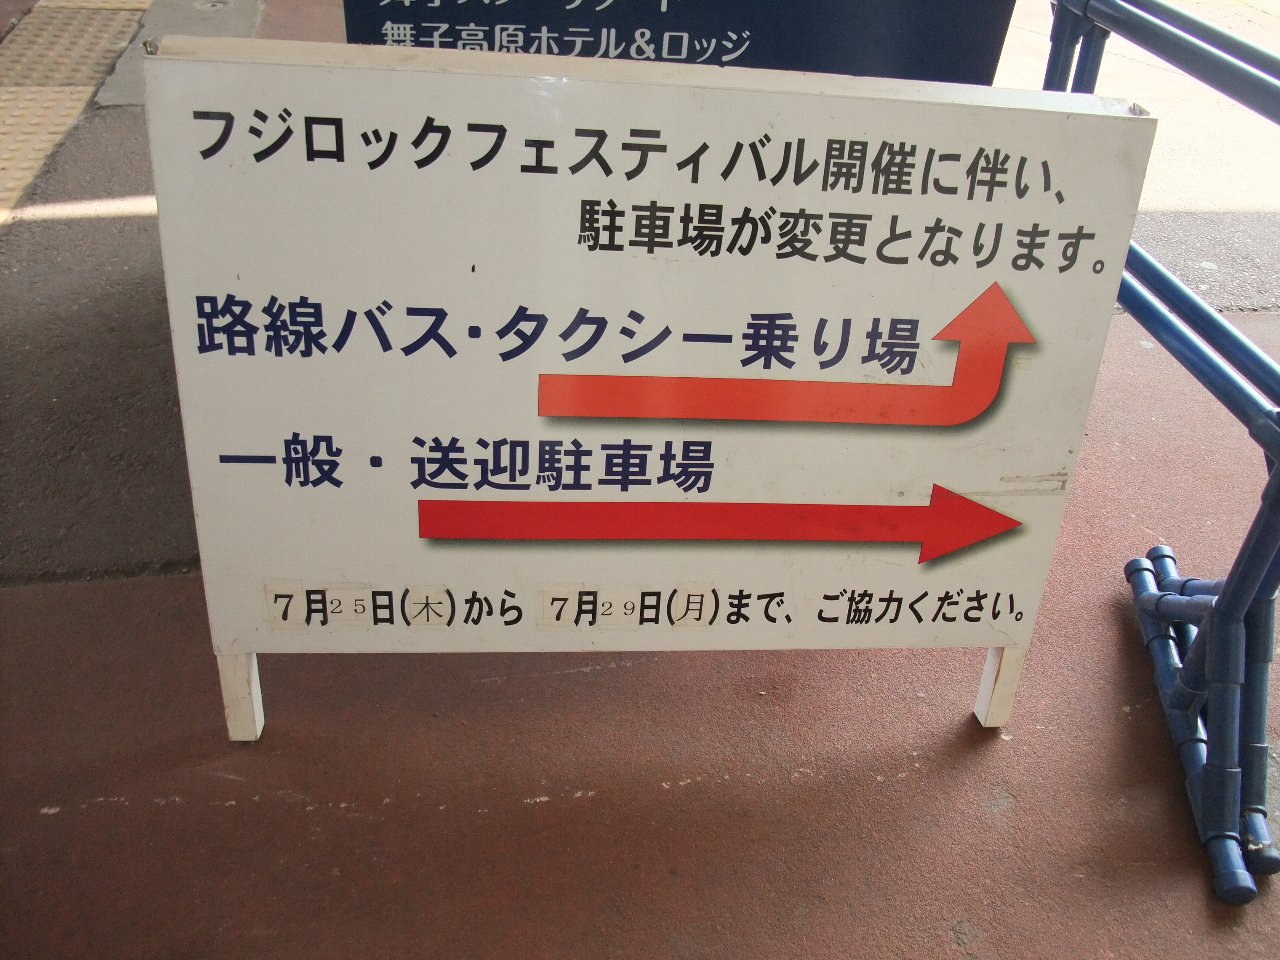 舞子高原ホテル&ロッジ
フジロックフェスティバル開催に伴い、
駐車場が変更となります。
路線バス・タクシー乗り場
一般・送迎駐車場
7月25日(木)から 7月29日(月)まで、ご協力ください。